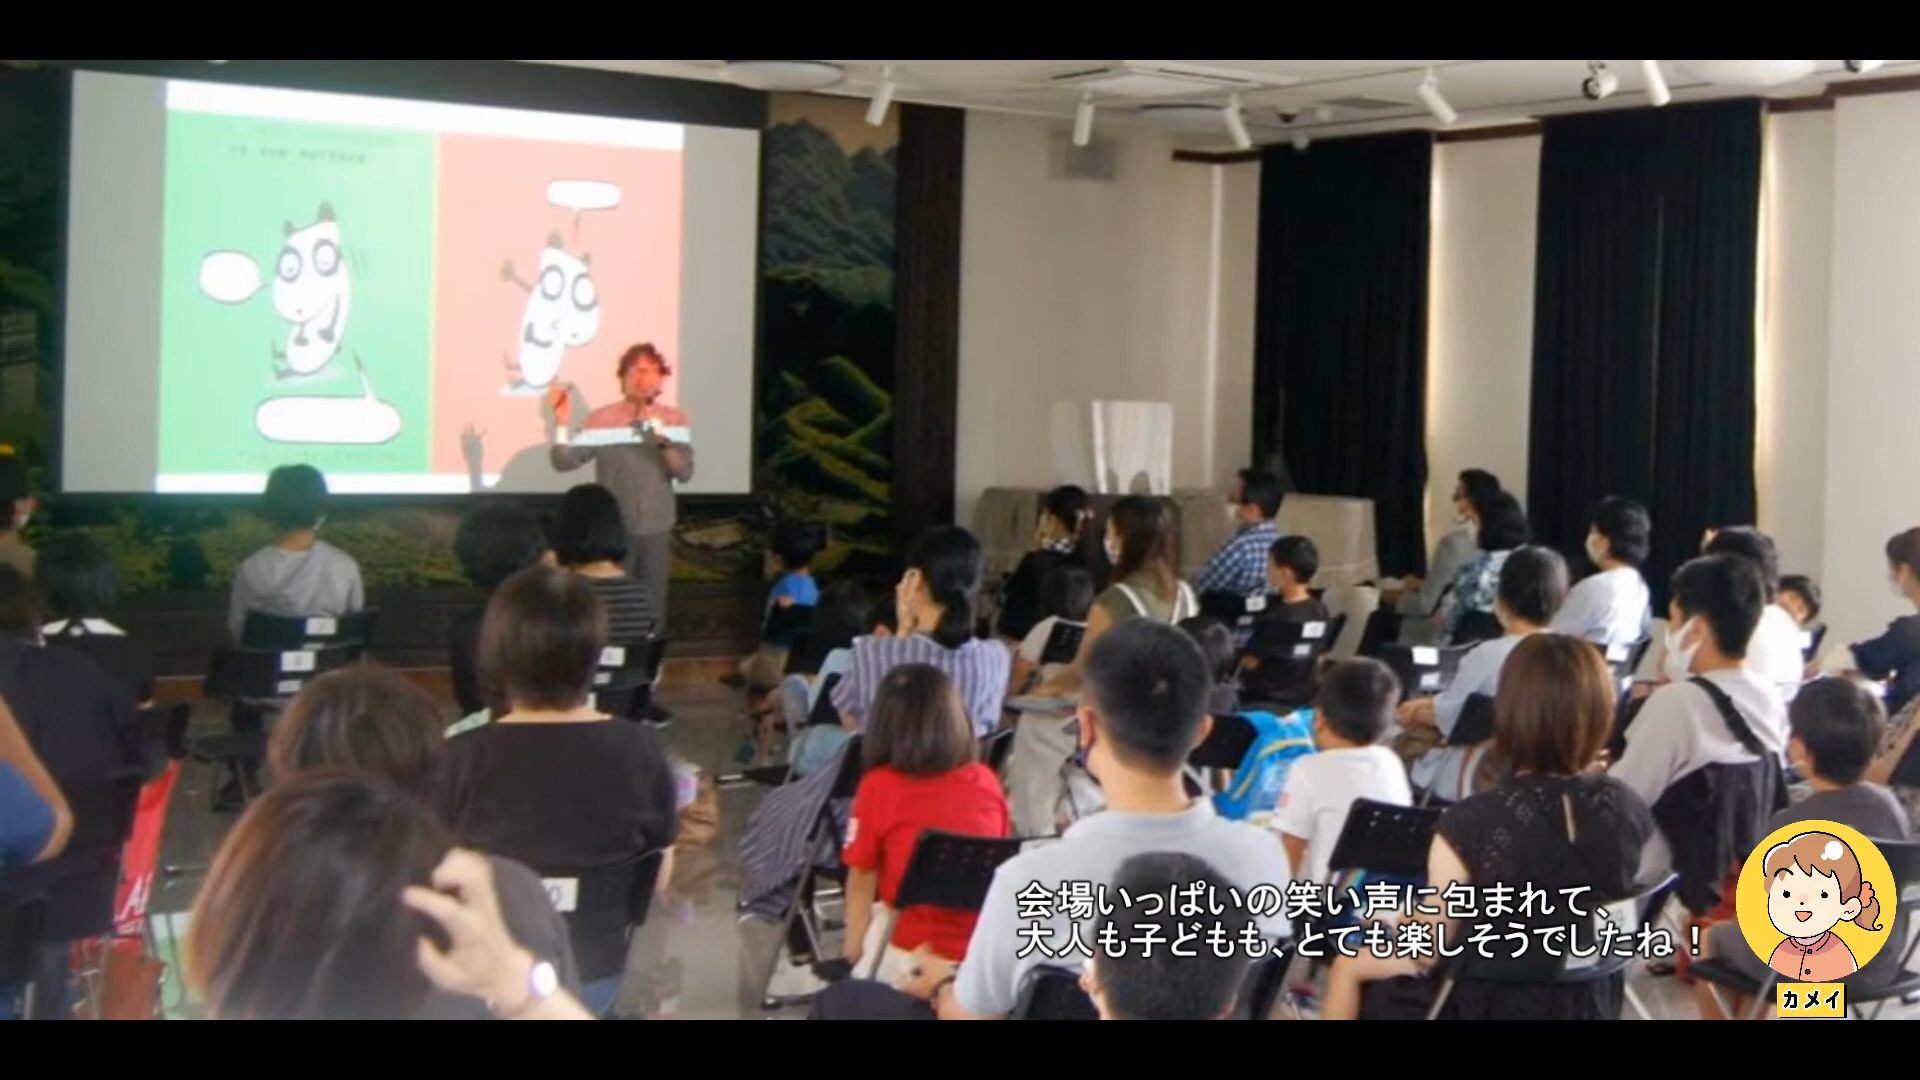 会場いっぱいの笑い声に包まれて、
大人も子どもも、とても楽しそうでしたね！
カメイ